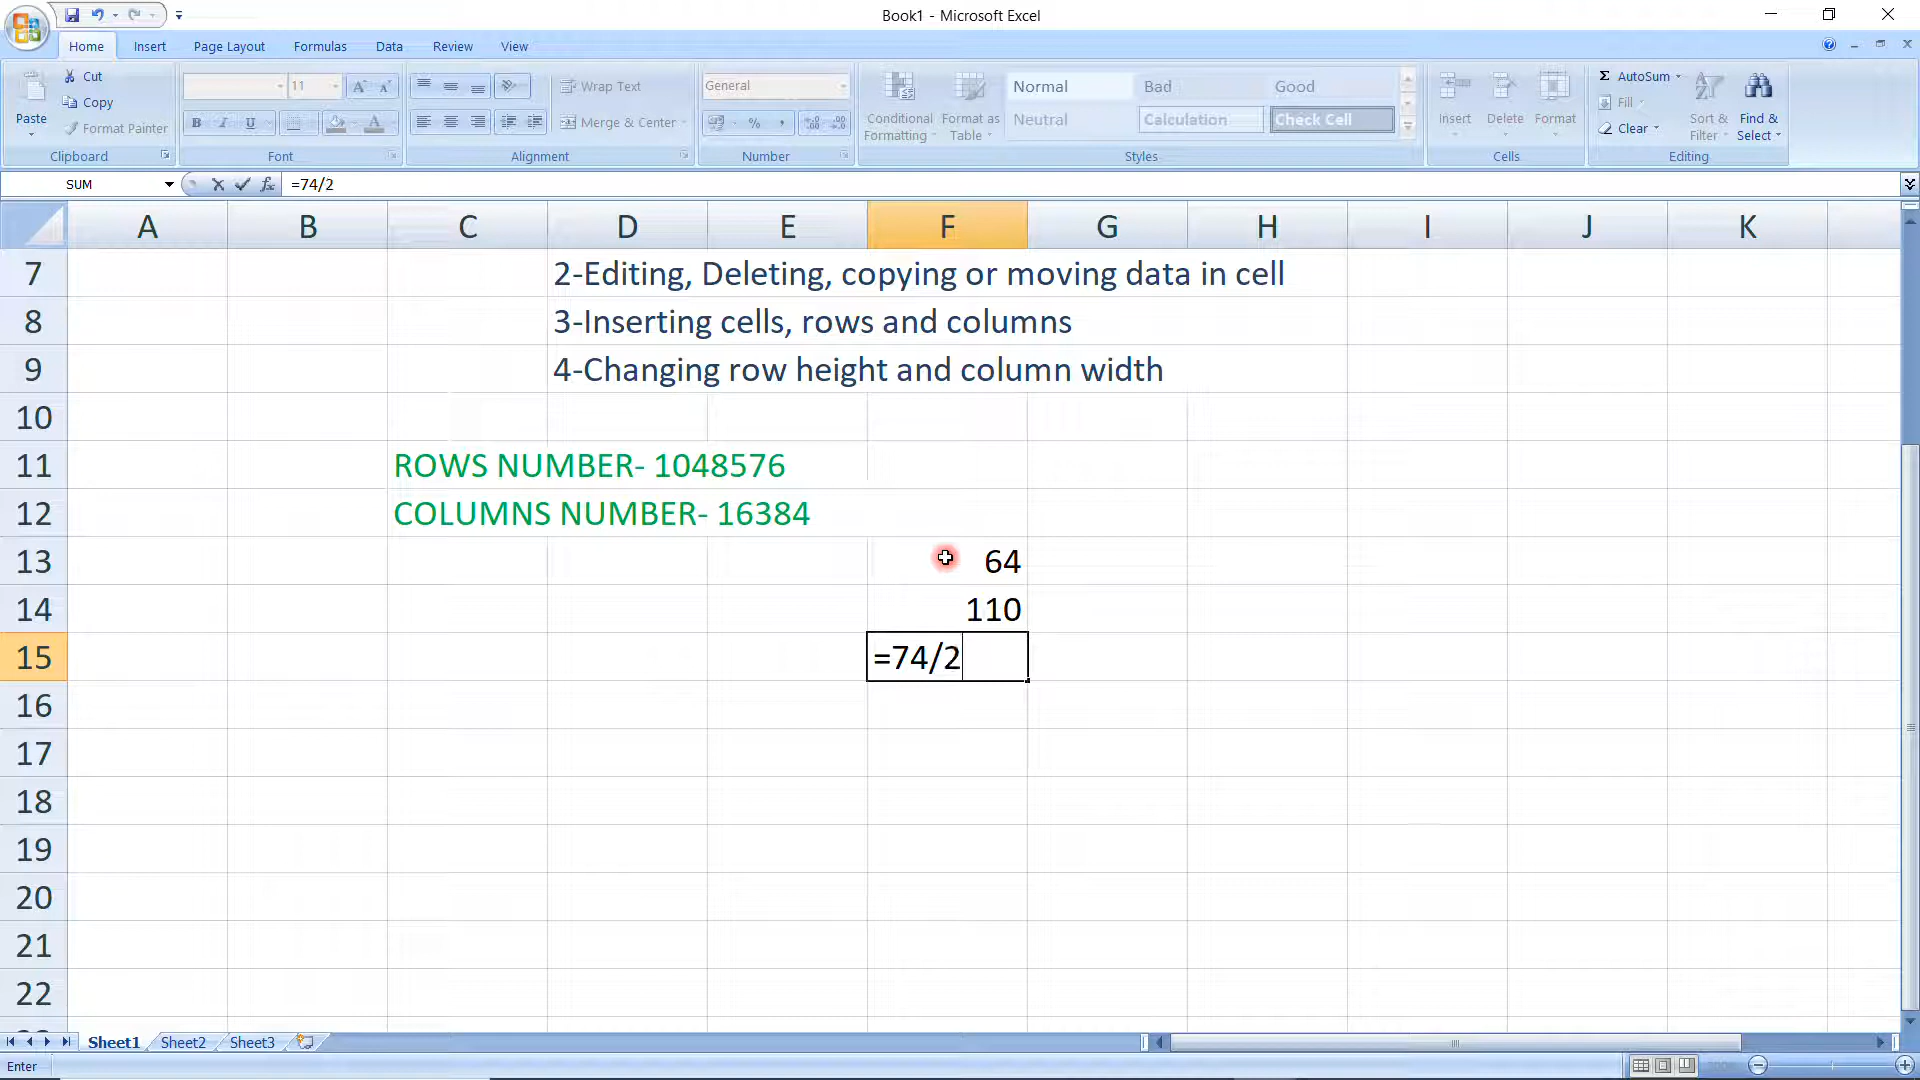 Book1 - Microsoft Excel
Home Insert Page Layout Formulas Data Review View
Paste Cut Copy Format Painter
11
B I U A A A
Wrap Text
Merge & Center
General
%
Conditional Formatting
Format as Table
Normal Bad Good
Neutral Calculation Check Cell
Insert Delete Format
Σ AutoSum
Fill
Clear
Sort & Filter
Find & Select
Clipboard Font Alignment Number Styles Cells Editing
SUM fx =74/2
A B C D E F G H I J K
7 2-Editing, Deleting, copying or moving data in cell
8 3-Inserting cells, rows and columns
9 4-Changing row height and column width
10
11 ROWS NUMBER- 1048576
12 COLUMNS NUMBER- 16384
13 64
14 110
15 =74/2
16
17
18
19
20
21
22
Sheet1 Sheet2 Sheet3
Enter